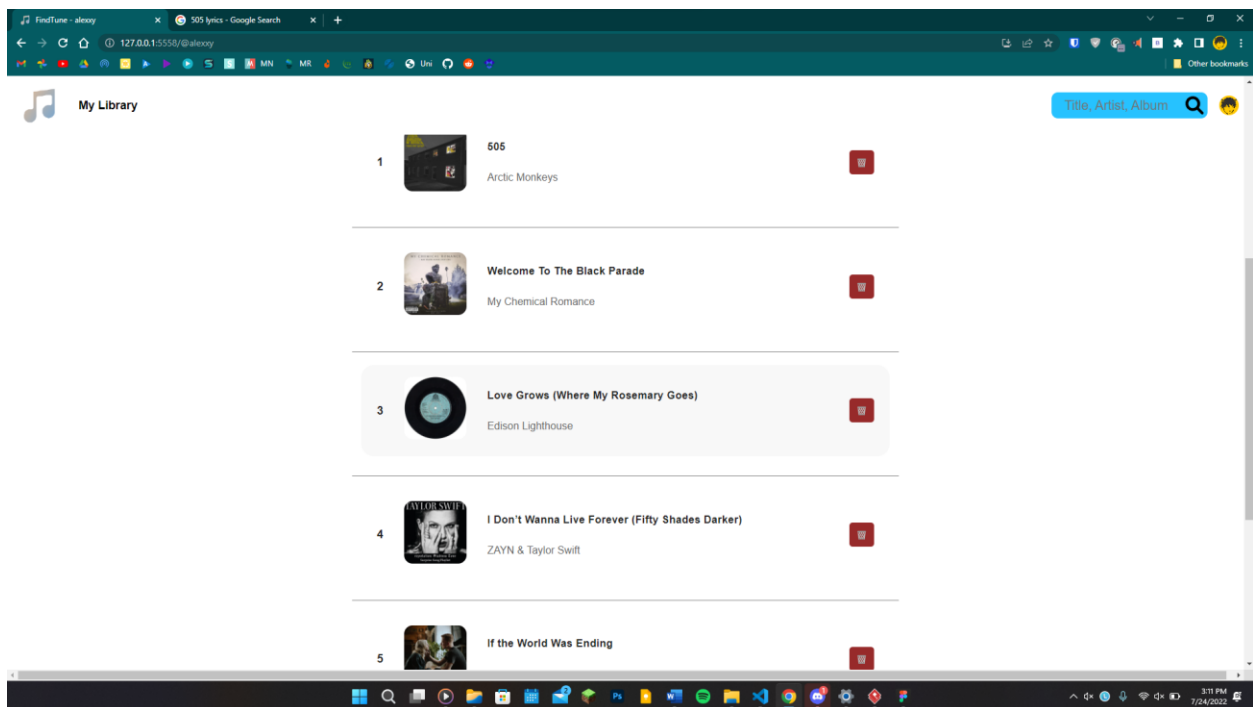 FindTune - alexxy
505 lyrics - Google Search
127.0.0.1:5558/@alexxy
MN
MR
Uni
Other bookmarks
My Library
Title, Artist, Album
1
505
Arctic Monkeys
2
Welcome To The Black Parade
My Chemical Romance
3
Love Grows (Where My Rosemary Goes)
Edison Lighthouse
4
TAYLOR SWIFT
I Don't Wanna Live Forever (Fifty Shades Darker)
ZAYN & Taylor Swift
5
If the World Was Ending
Ps
3:11 PM
7/24/2022